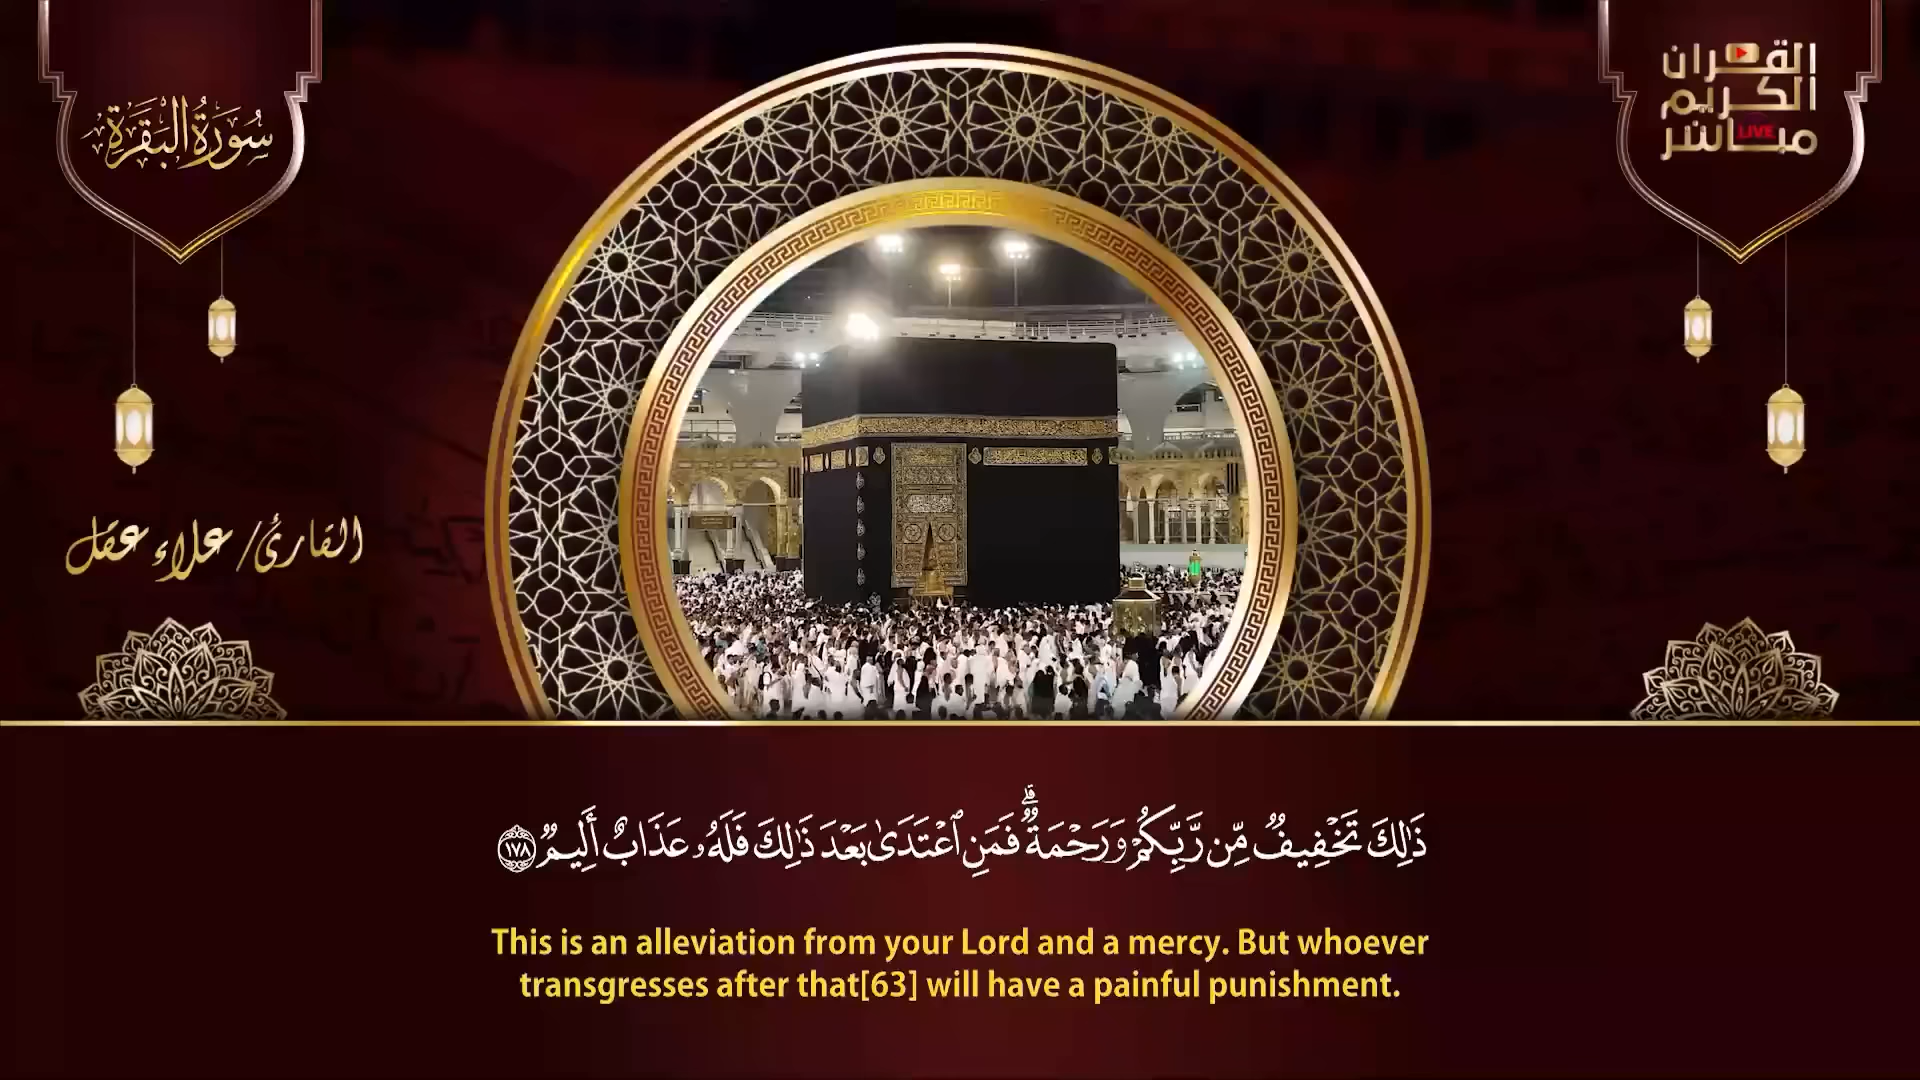 سُورَةُ البَقَرَةِ
القرآن
الكريم
مباشر
LIVE
القارئ/ علاء عقل
ذَٰلِكَ تَخْفِيفٌ مِّن رَّبِّكُمْ وَرَحْمَةٌ ۗ فَمَنِ ٱعْتَدَىٰ بَعْدَ ذَٰلِكَ فَلَهُۥ عَذَابٌ أَلِيمٌ ١٧٨
This is an alleviation from your Lord and a mercy. But whoever
transgresses after that[63] will have a painful punishment.